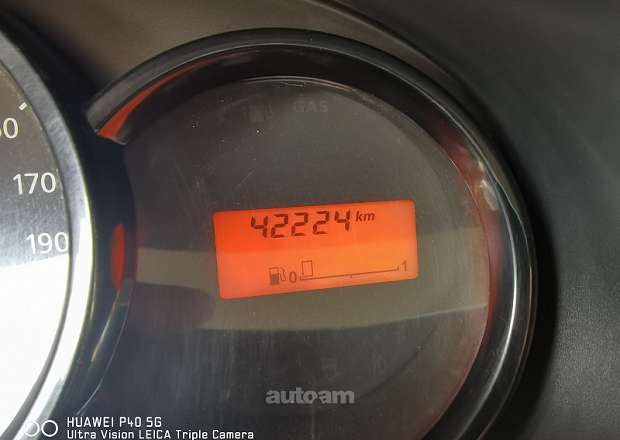 GAS
170
190
42224 km
0 1
autoam
HUAWEI P40 5G
Ultra Vision LEICA Triple Camera